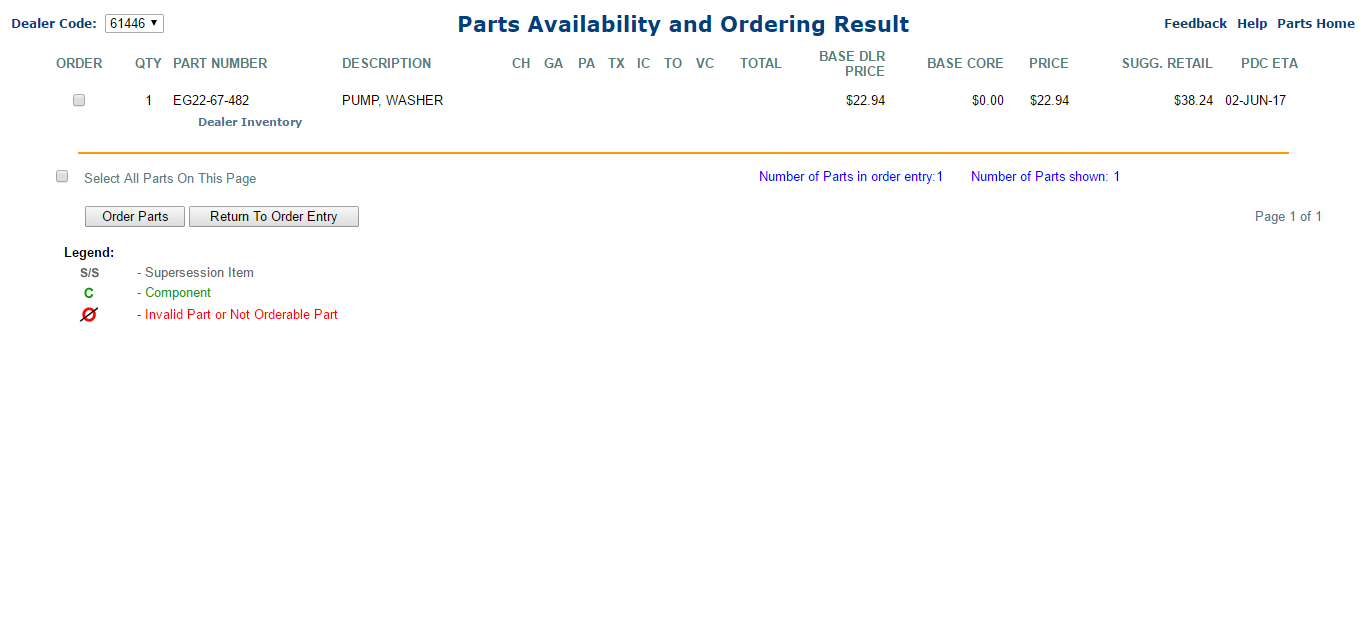 Dealer Code: 61446 Parts Availability and Ordering Result Feedback Help Parts Home
ORDER QTY PART NUMBER DESCRIPTION CH GA PA TX IC TO VC TOTAL BASE DLR PRICE BASE CORE PRICE SUGG. RETAIL PDC ETA
1 EG22-67-482 PUMP, WASHER $22.94 $0.00 $22.94 $38.24 02-JUN-17
Dealer Inventory
Select All Parts On This Page Number of Parts in order entry:1 Number of Parts shown: 1
Order Parts Return To Order Entry Page 1 of 1
Legend:
S/S - Supersession Item
C - Component
- Invalid Part or Not Orderable Part